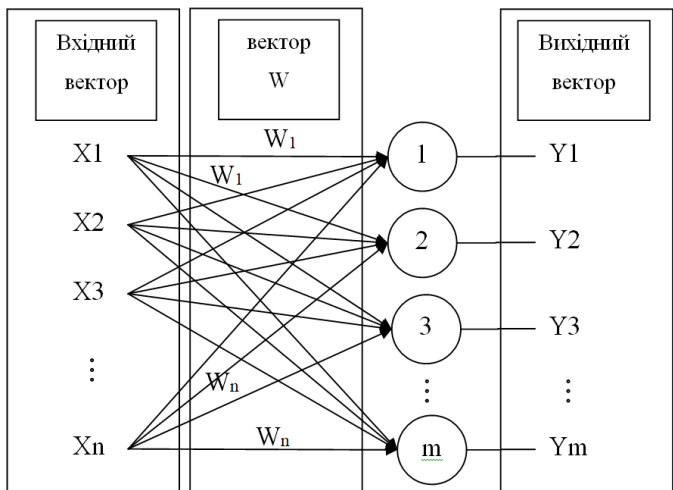 Вхідний
вектор
вектор
W
Вихідний
вектор
X1
W1
1
Y1
W1
X2
2
Y2
X3
3
Y3
⋮
Wn
⋮
⋮
Xn
Wn
m
Ym